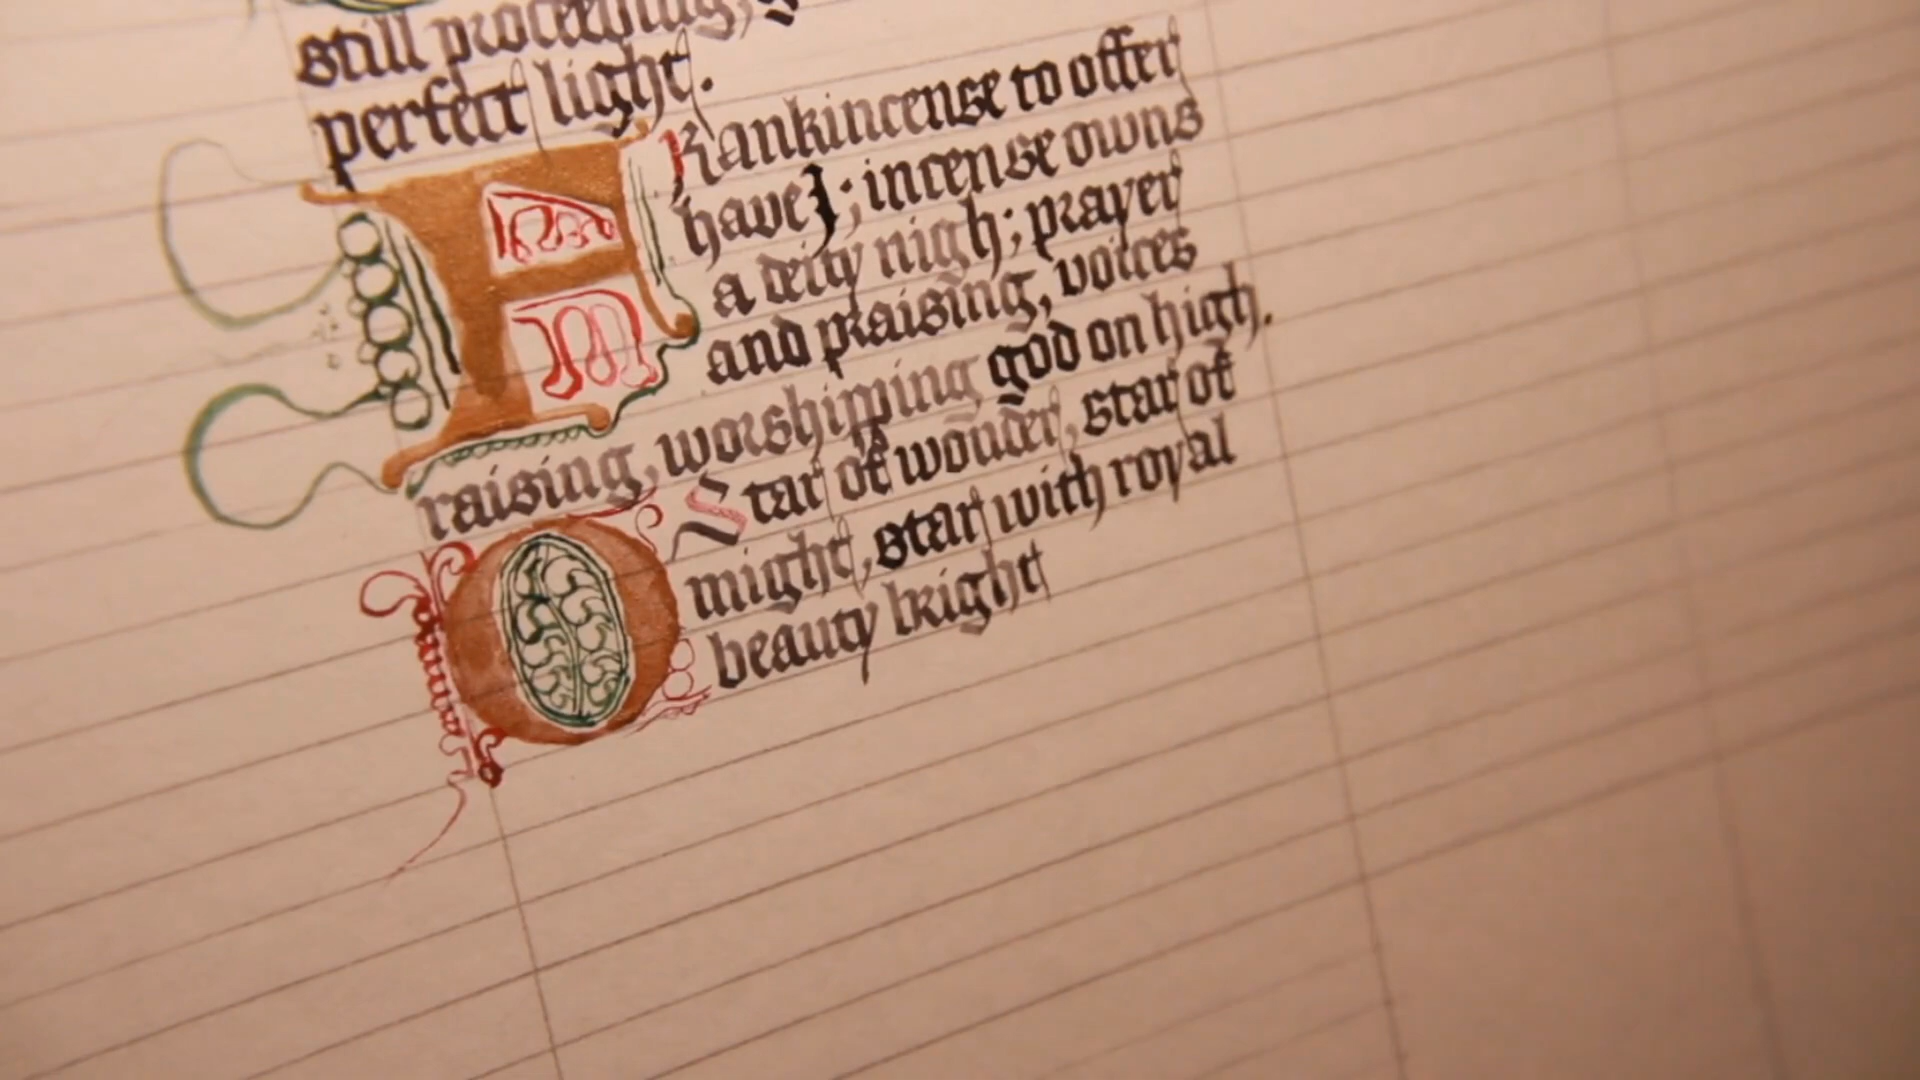 still proceeding,
perfect light.
FRankincense to offer
have I; incense owns
a deity nigh; prayer
and praising, voices
raising, worshipping god on high.
O Star of wonder, star of
might, star with royal
beauty bright